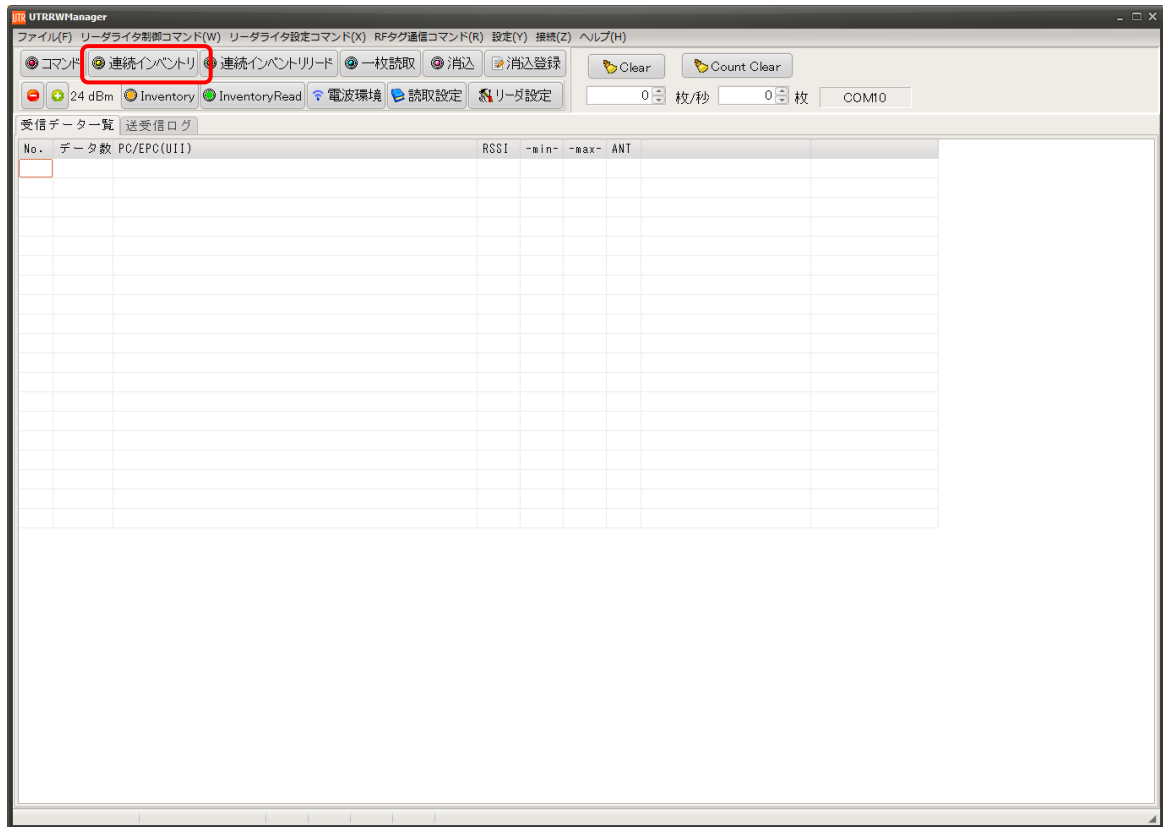 UTRRWManager
ファイル(F) リーダライタ制御コマンド(W) リーダライタ設定コマンド(X) RFタグ通信コマンド(R) 設定(Y) 接続(Z) ヘルプ(H)
コマンド 連続インベントリ 連続インベントリリード 一枚読取 消込 消込登録 Clear Count Clear
24 dBm Inventory InventoryRead 電波環境 読取設定 リーダ設定 0 枚/秒 0 枚 COM10
受信データ一覧 送受信ログ
No. データ数 PC/EPC(UII) RSSI -min- -max- ANT